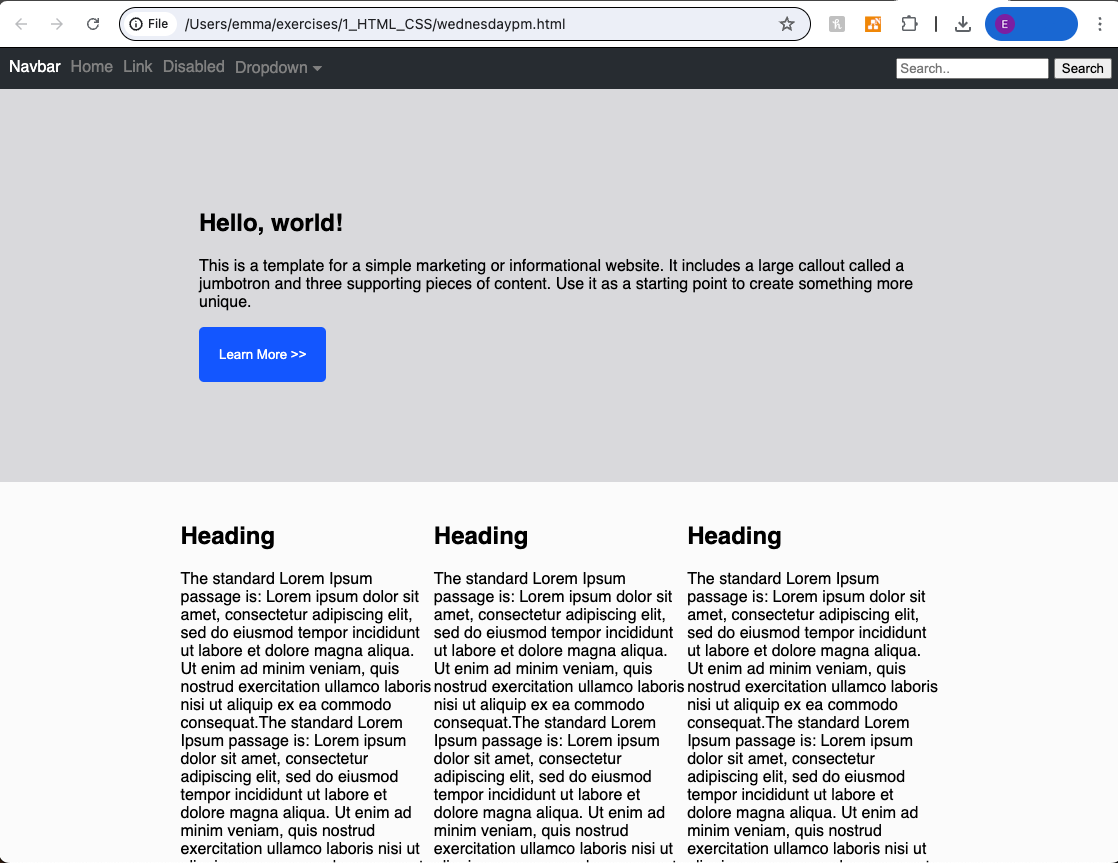 File /Users/emma/exercises/1_HTML_CSS/wednesdaypm.html E
Navbar Home Link Disabled Dropdown Search.. Search
Hello, world!
This is a template for a simple marketing or informational website. It includes a large callout called a
jumbotron and three supporting pieces of content. Use it as a starting point to create something more
unique.
Learn More >>
Heading
The standard Lorem Ipsum
passage is: Lorem ipsum dolor sit
amet, consectetur adipiscing elit,
sed do eiusmod tempor incididunt
ut labore et dolore magna aliqua.
Ut enim ad minim veniam, quis
nostrud exercitation ullamco laboris
nisi ut aliquip ex ea commodo
consequat.The standard Lorem
Ipsum passage is: Lorem ipsum
dolor sit amet, consectetur
adipiscing elit, sed do eiusmod
tempor incididunt ut labore et
dolore magna aliqua. Ut enim ad
minim veniam, quis nostrud
exercitation ullamco laboris nisi ut
Heading
The standard Lorem Ipsum
passage is: Lorem ipsum dolor sit
amet, consectetur adipiscing elit,
sed do eiusmod tempor incididunt
ut labore et dolore magna aliqua.
Ut enim ad minim veniam, quis
nostrud exercitation ullamco laboris
nisi ut aliquip ex ea commodo
consequat.The standard Lorem
Ipsum passage is: Lorem ipsum
dolor sit amet, consectetur
adipiscing elit, sed do eiusmod
tempor incididunt ut labore et
dolore magna aliqua. Ut enim ad
minim veniam, quis nostrud
exercitation ullamco laboris nisi ut
Heading
The standard Lorem Ipsum
passage is: Lorem ipsum dolor sit
amet, consectetur adipiscing elit,
sed do eiusmod tempor incididunt
ut labore et dolore magna aliqua.
Ut enim ad minim veniam, quis
nostrud exercitation ullamco laboris
nisi ut aliquip ex ea commodo
consequat.The standard Lorem
Ipsum passage is: Lorem ipsum
dolor sit amet, consectetur
adipiscing elit, sed do eiusmod
tempor incididunt ut labore et
dolore magna aliqua. Ut enim ad
minim veniam, quis nostrud
exercitation ullamco laboris nisi ut